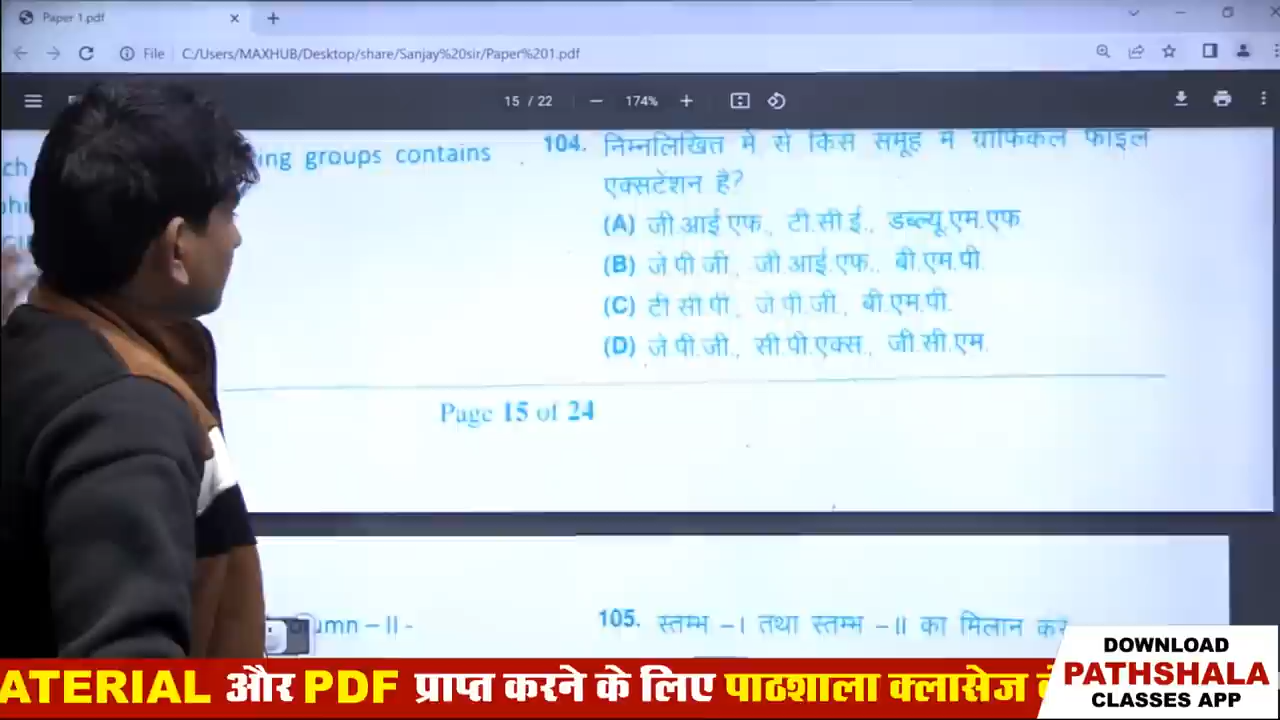 Paper 1.pdf
File C:/Users/MAXHUB/Desktop/share/Sanjay%20sir/Paper%201.pdf
15 / 22 174%
ing groups contains
104. निम्नलिखित में से किस समूह में ग्राफिकल फाइल
एक्सटेंशन है?
(A) जी.आई.एफ., टी.सी.ई., डब्ल्यू.एम.एफ.
(B) जे.पी.जी., जी.आई.एफ., बी.एम.पी.
(C) टी.सी.पी., जे.पी.जी., बी.एम.पी.
(D) जे.पी.जी., सी.पी.एक्स., जी.सी.एम.
Page 15 of 24
umn – II -
105. स्तम्भ –I तथा स्तम्भ –II का मिलान
ATERIAL और PDF प्राप्त करने के लिए पाठशाला क्लासेज
DOWNLOAD
PATHSHALA
CLASSES APP